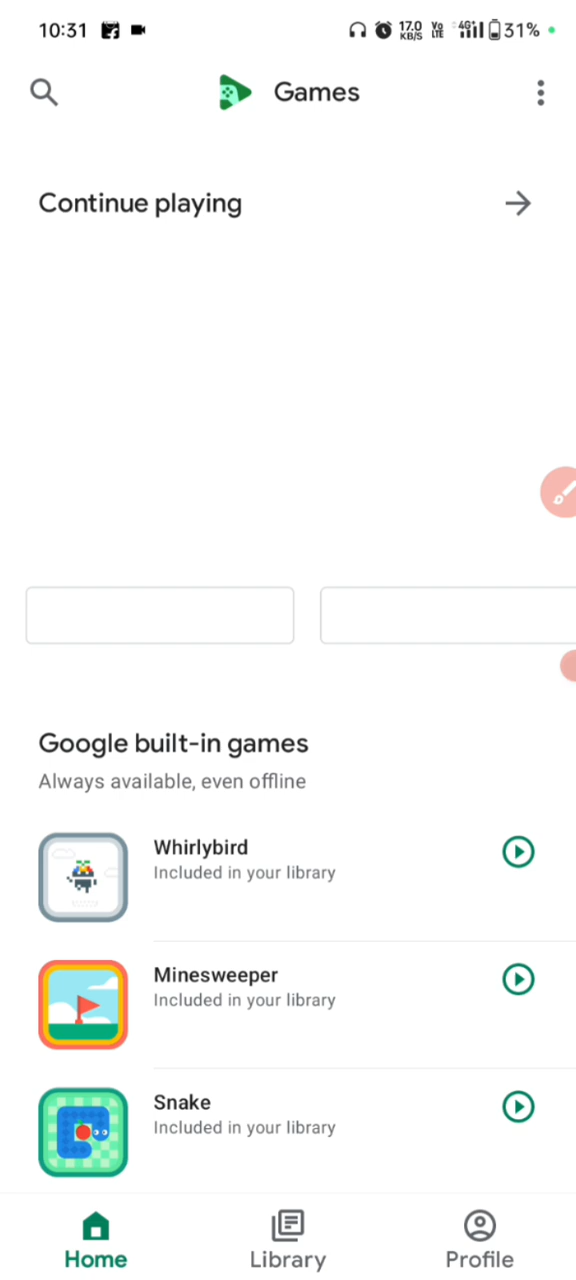 10:31 17.0 KB/S Vo LTE 4G+ 31%
Games
Continue playing
Google built-in games
Always available, even offline
Whirlybird
Included in your library
Minesweeper
Included in your library
Snake
Included in your library
Home Library Profile